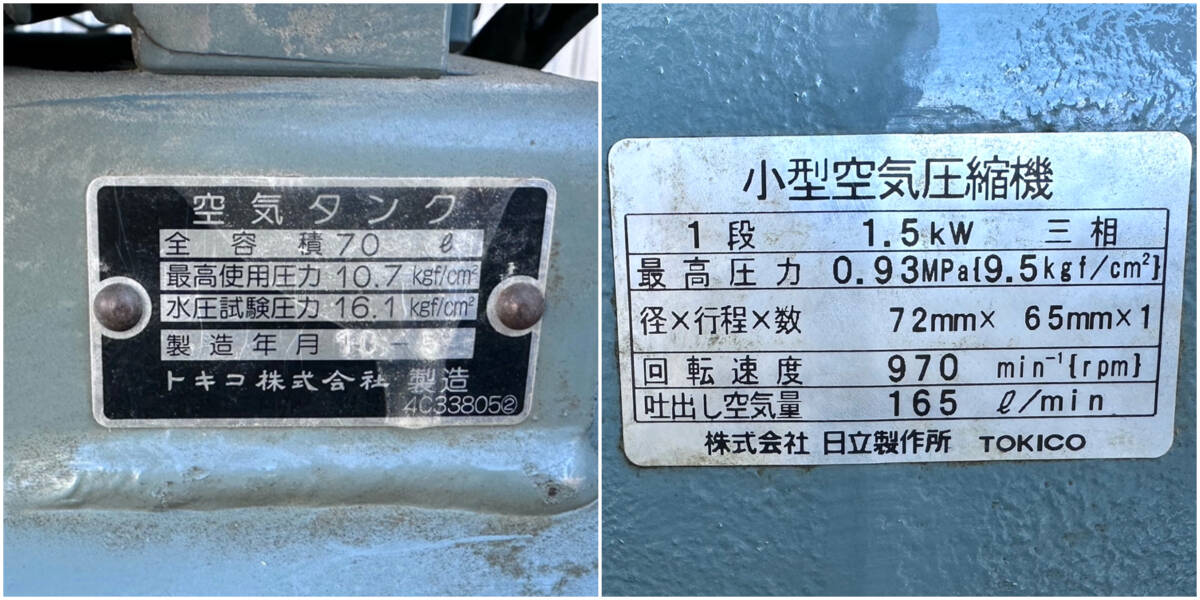 空気タンク
全容積 70 ℓ
最高使用圧力 10.7 kgf/cm²
水圧試験圧力 16.1 kgf/cm²
製造年月
トキコ株式会社 製造
4C33805②
小型空気圧縮機
1段 1.5kW 三相
最高圧力 0.93MPa{9.5kgf/cm²}
径×行程×数 72mm× 65mm×1
回転速度 970 min⁻¹{rpm}
吐出し空気量 165 ℓ/min
株式会社 日立製作所 TOKICO